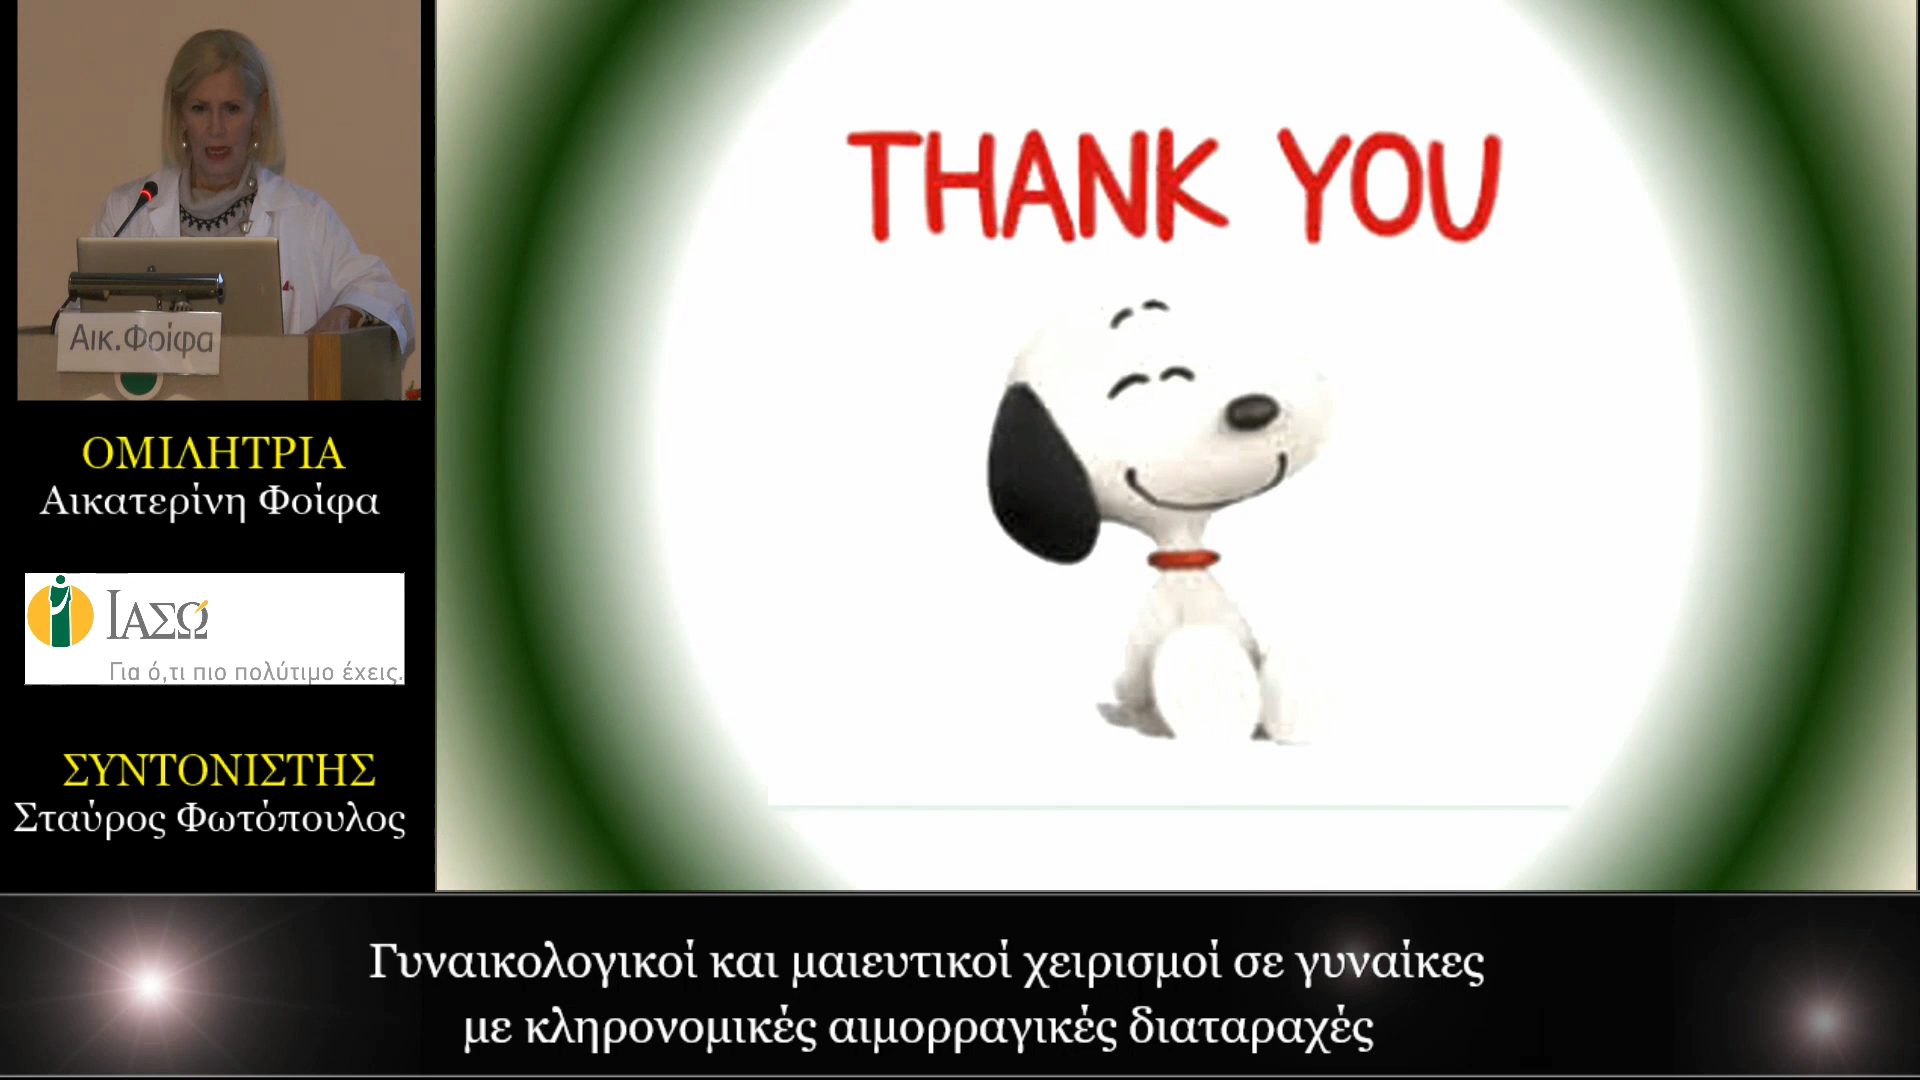 THANK YOU
Αικ.Φοίφα
ΟΜΙΛΗΤΡΙΑ
Αικατερίνη Φοίφα
ΙΑΣΩ
Για ό,τι πιο πολύτιμο έχεις.
ΣΥΝΤΟΝΙΣΤΗΣ
Σταύρος Φωτόπουλος
Γυναικολογικοί και μαιευτικοί χειρισμοί σε γυναίκες
με κληρονομικές αιμορραγικές διαταραχές